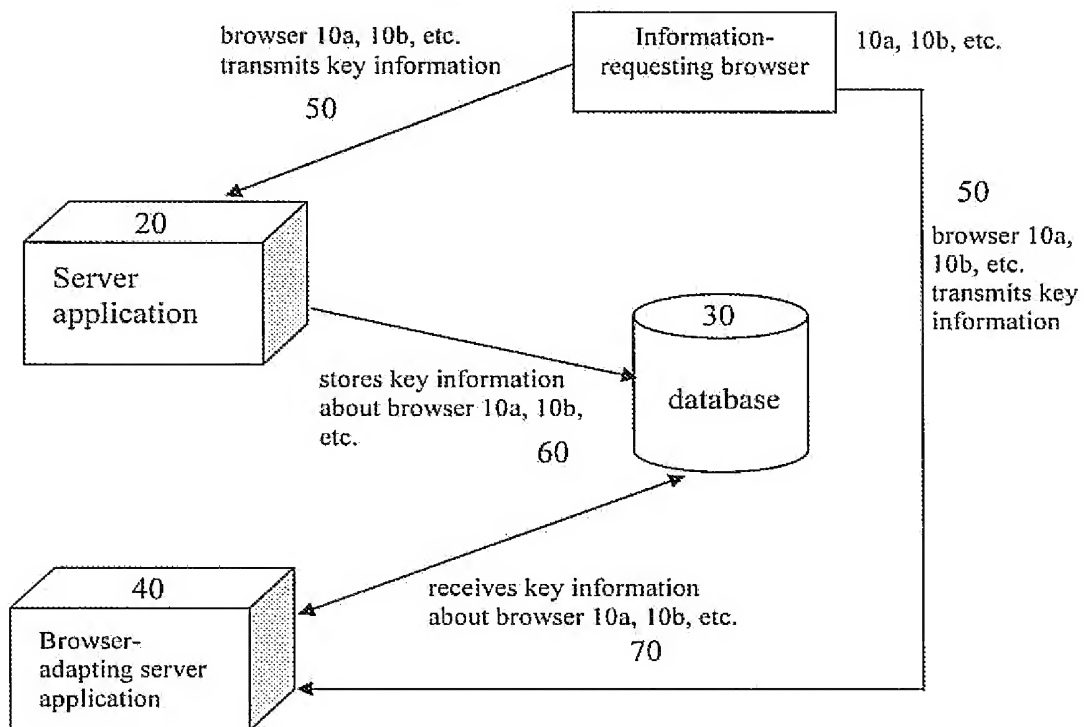 browser 10a, 10b, etc.
transmits key information
50
Information-
requesting browser
10a, 10b, etc.
20
Server
application
50
browser 10a,
10b, etc.
transmits key
information
30
database
stores key information
about browser 10a, 10b,
etc.
60
40
Browser-
adapting server
application
receives key information
about browser 10a, 10b, etc.
70